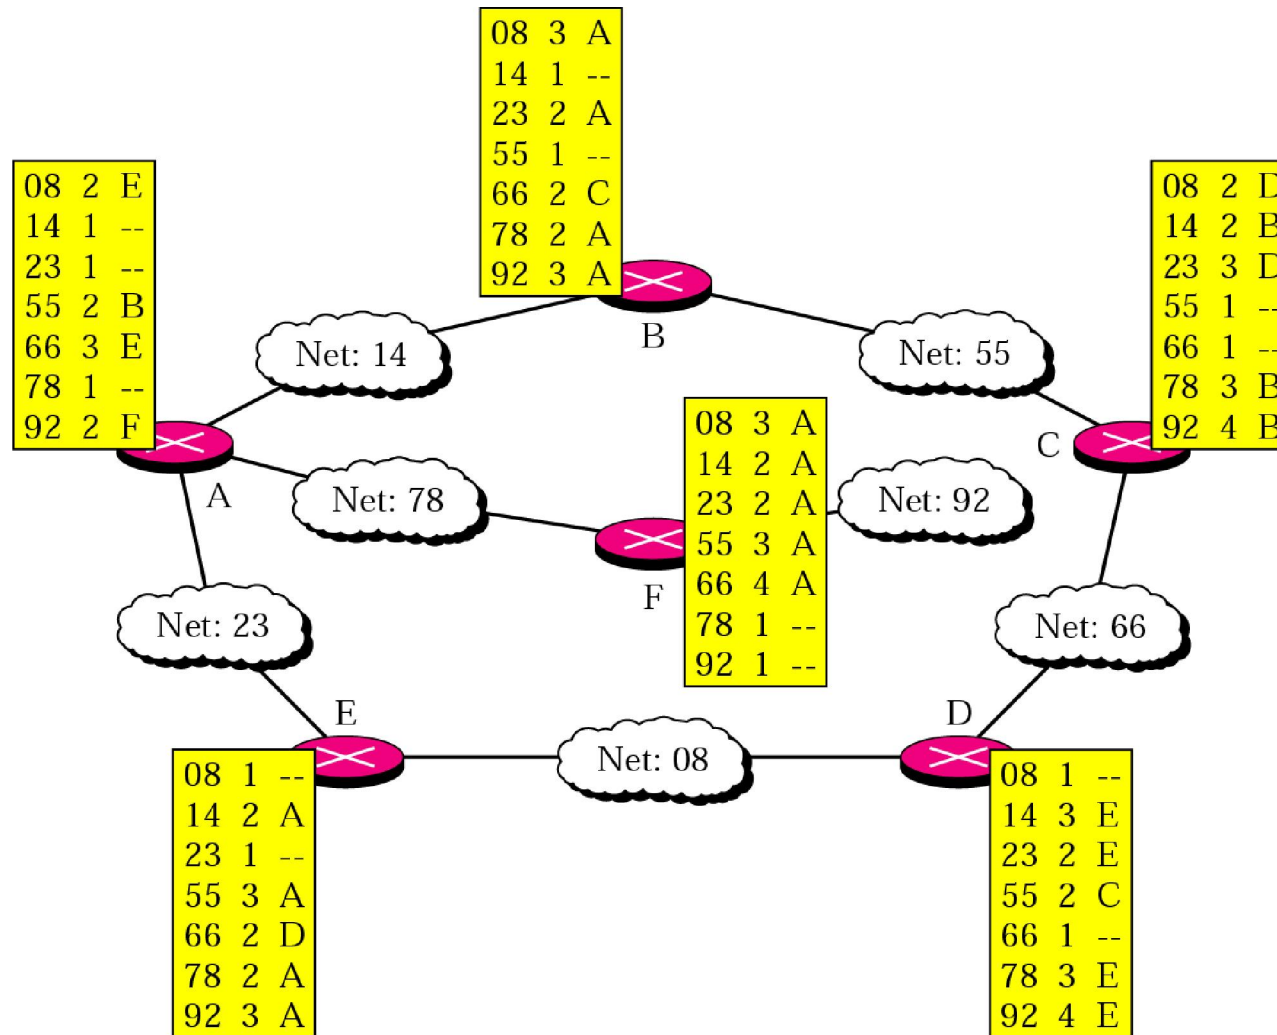 08 3 A
14 1 --
23 2 A
55 1 --
66 2 C
78 2 A
92 3 A
B
08 2 E
14 1 --
23 1 --
55 2 B
66 3 E
78 1 --
92 2 F
A
08 2 D
14 2 B
23 3 D
55 1 --
66 1 --
78 3 B
92 4 B
C
Net: 14
Net: 55
08 3 A
14 2 A
23 2 A
55 3 A
66 4 A
78 1 --
92 1 --
F
Net: 78
Net: 92
Net: 23
Net: 66
E
D
Net: 08
08 1 --
14 2 A
23 1 --
55 3 A
66 2 D
78 2 A
92 3 A
08 1 --
14 3 E
23 2 E
55 2 C
66 1 --
78 3 E
92 4 E